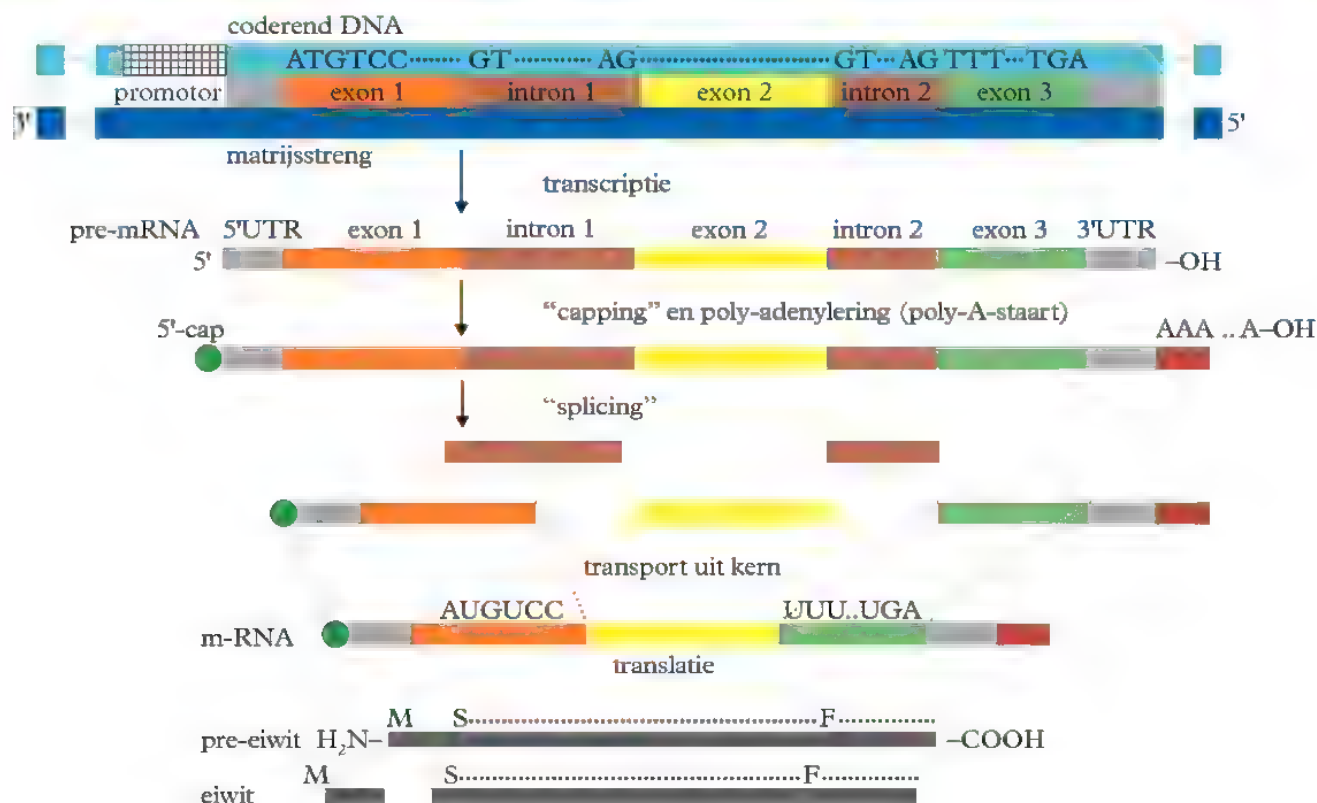 coderend DNA
ATGTCC........ GT............ AG.............................. GT...AG TTT...TGA
promotor exon 1 intron 1 exon 2 intron 2 exon 3
3' 5'
matrijsstreng
transcriptie
pre-mRNA 5'UTR exon 1 intron 1 exon 2 intron 2 exon 3 3'UTR
5' –OH
“capping” en poly-adenylering (poly-A-staart)
5'-cap AAA ..A–OH
“splicing”
transport uit kern
AUGUCC UUU..UGA
m-RNA
translatie
M S........................................................F...............
pre-eiwit H₂N– –COOH
M S........................................................F.................
eiwit